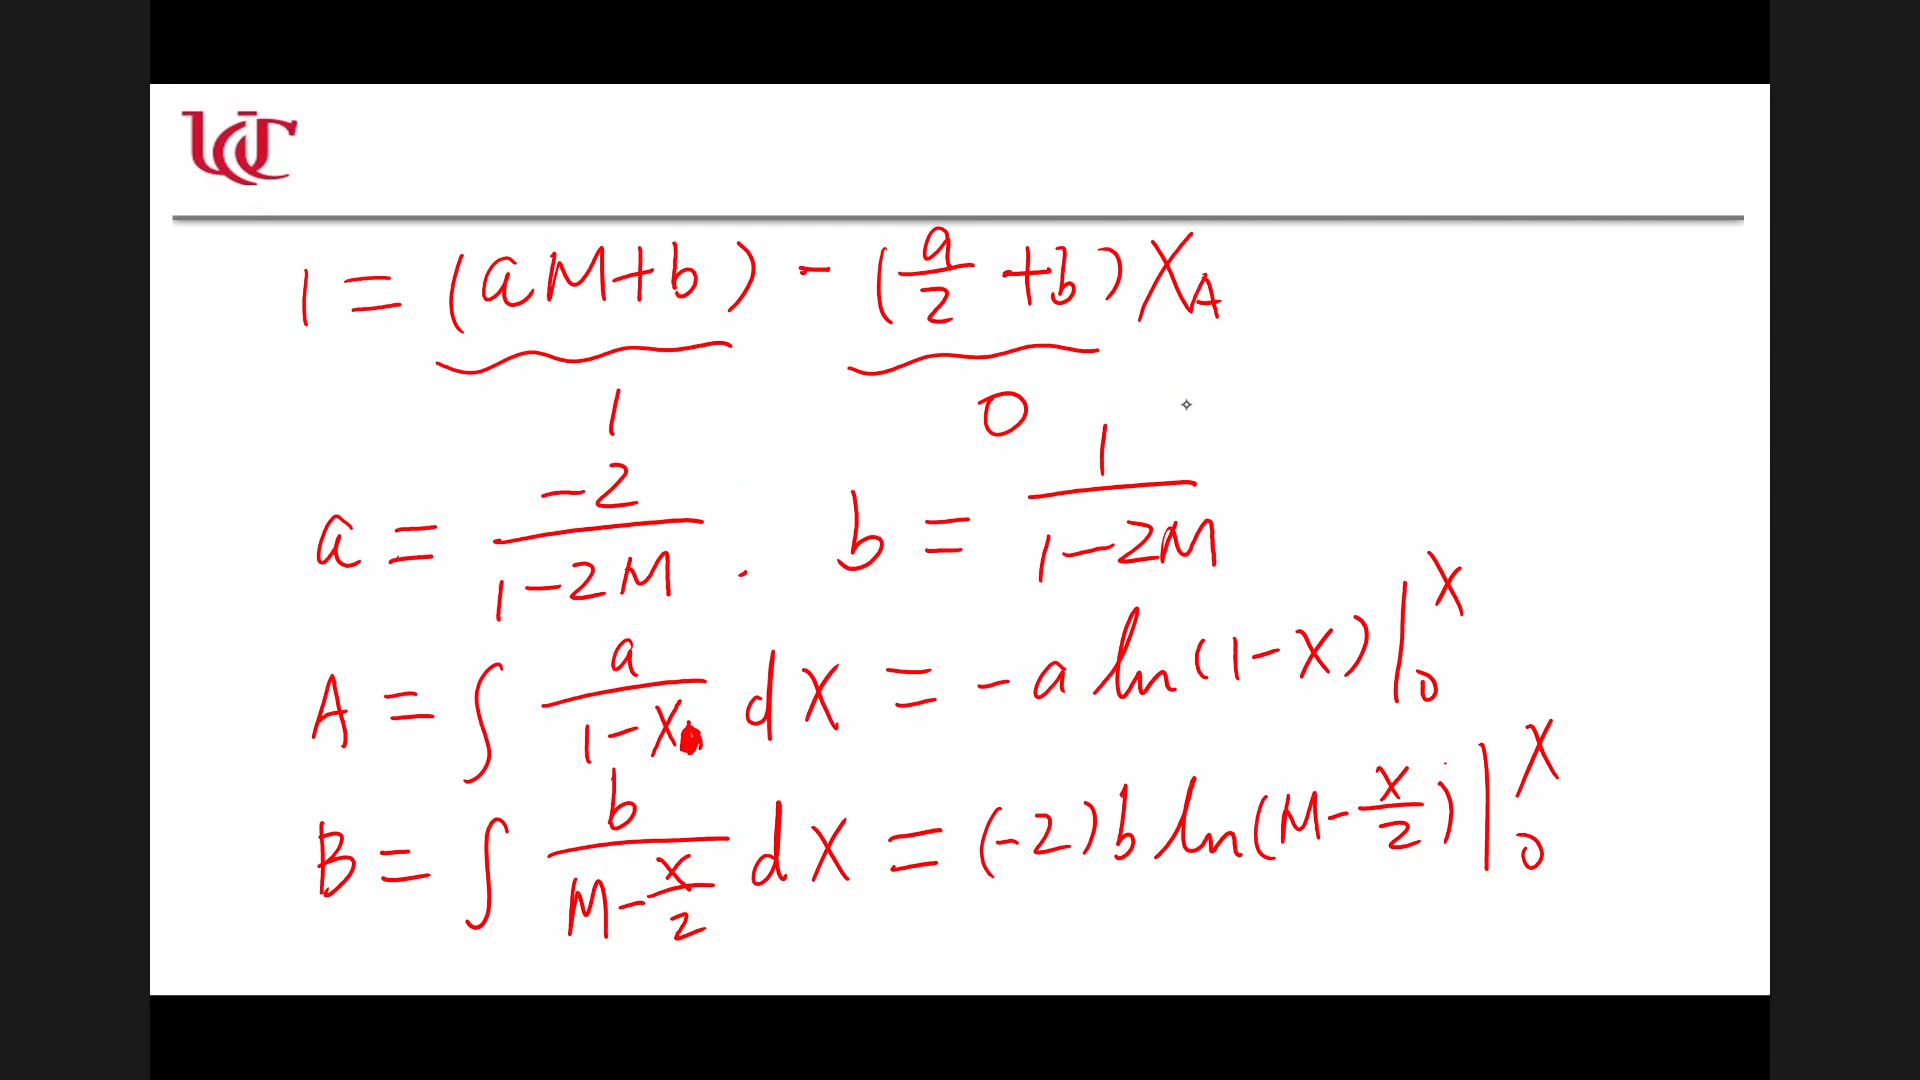 UC
1 = (aM+b) - (a/2 +b) X_A
1 0
a = -2/(1-2M) . b = 1/(1-2M)
A = ∫ a/(1-X) dX = -a ln(1-X) |_0^X
B = ∫ b/(M-X/2) dX = (-2)b ln(M-X/2) |_0^X